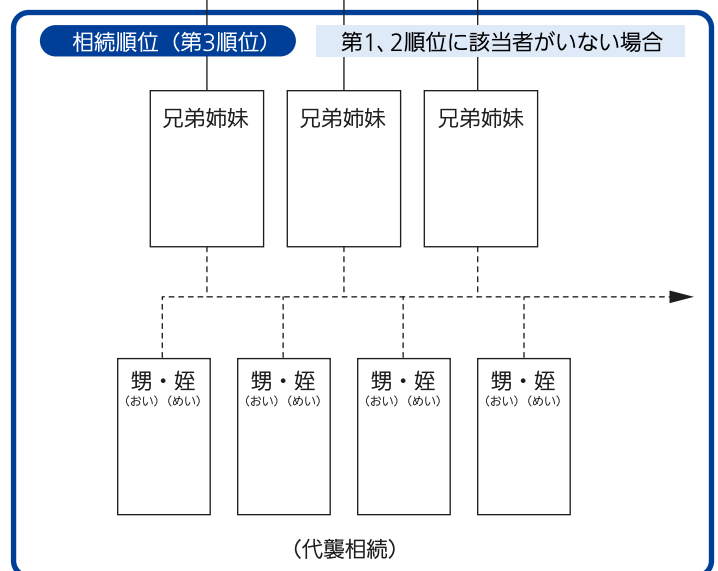 相続順位（第3順位）
第1、2順位に該当者がいない場合
兄弟姉妹
兄弟姉妹
兄弟姉妹
甥・姪
（おい）（めい）
甥・姪
（おい）（めい）
甥・姪
（おい）（めい）
甥・姪
（おい）（めい）
（代襲相続）